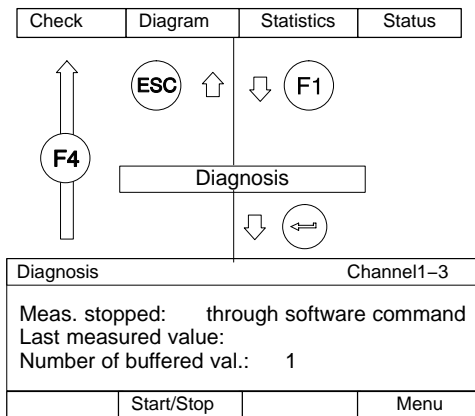 Check Diagram Statistics Status
ESC F1
F4
Diagnosis
Diagnosis Channel1–3
Meas. stopped: through software command
Last measured value:
Number of buffered val.: 1
Start/Stop Menu